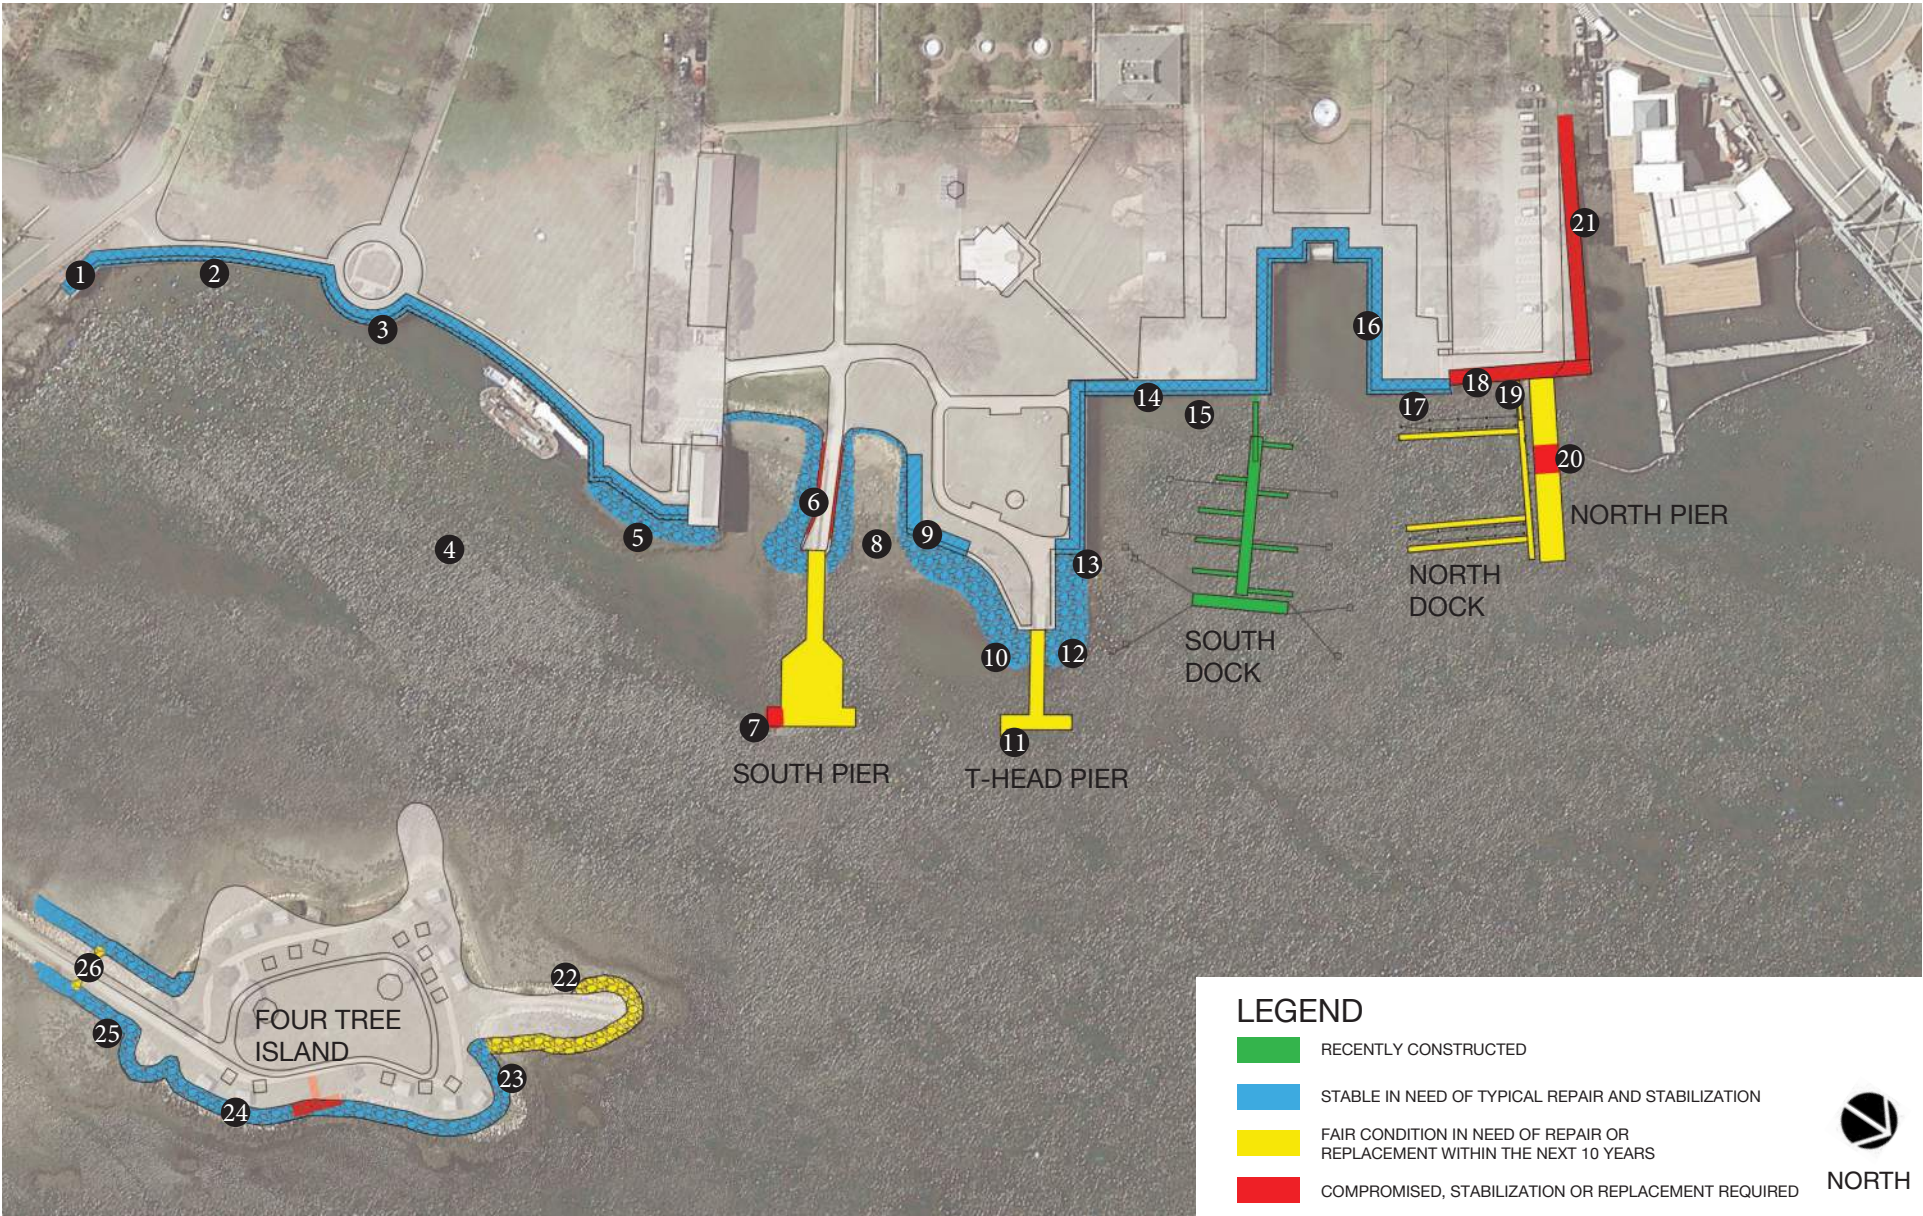 1
2
3
4
5
6
7
8
9
10
11
12
13
14
15
16
17
18
19
20
21
22
23
24
25
26
SOUTH PIER
T-HEAD PIER
SOUTH
DOCK
NORTH
DOCK
NORTH PIER
FOUR TREE
ISLAND
LEGEND
RECENTLY CONSTRUCTED
STABLE IN NEED OF TYPICAL REPAIR AND STABILIZATION
FAIR CONDITION IN NEED OF REPAIR OR
REPLACEMENT WITHIN THE NEXT 10 YEARS
COMPROMISED, STABILIZATION OR REPLACEMENT REQUIRED
NORTH